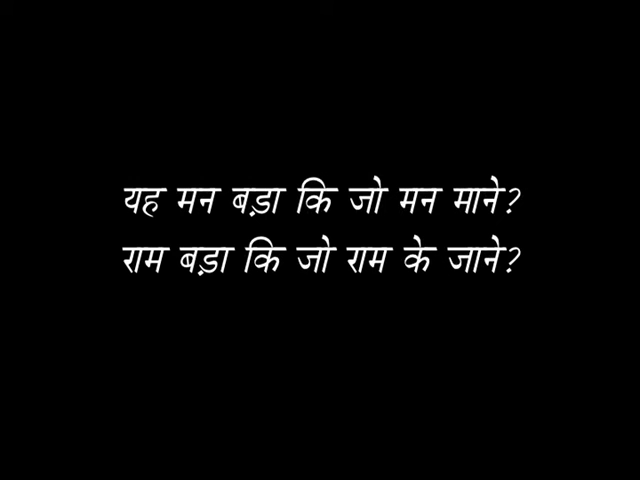 यह मन बड़ा कि जो मन माने?
राम बड़ा कि जो राम के जाने?